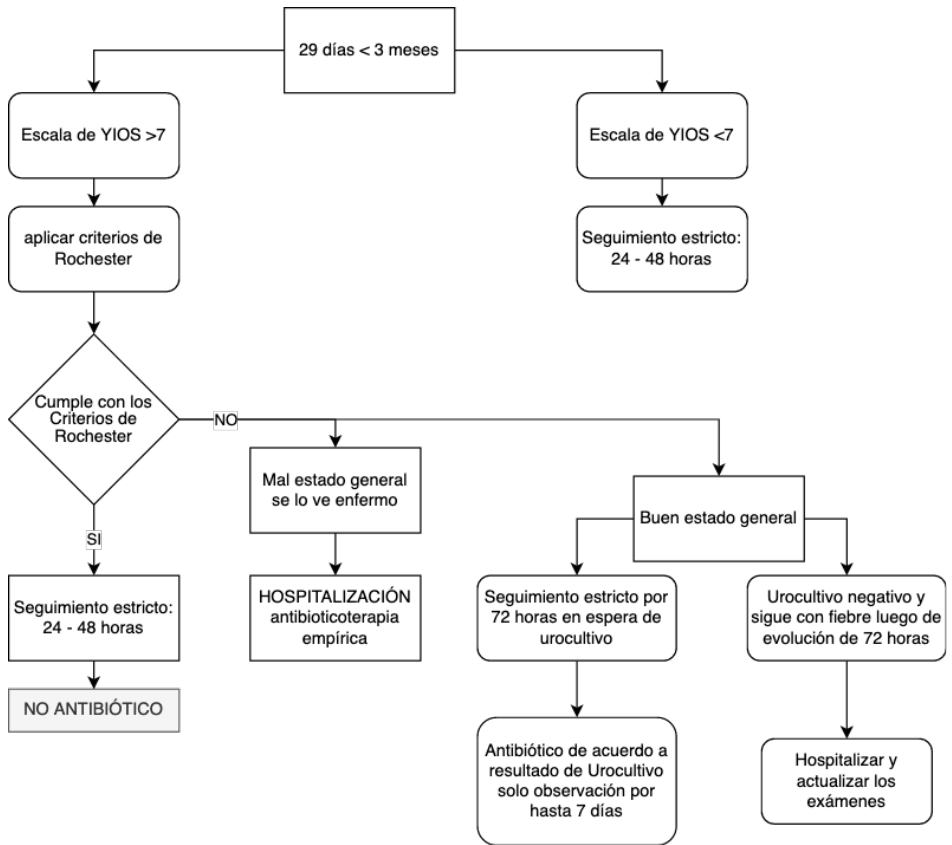 29 días < 3 meses
Escala de YIOS >7
Escala de YIOS <7
aplicar criterios de
Rochester
Seguimiento estricto:
24 - 48 horas
Cumple con los
Criterios de
Rochester
NO
SI
Mal estado general
se lo ve enfermo
Buen estado general
Seguimiento estricto:
24 - 48 horas
HOSPITALIZACIÓN
antibioticoterapia
empírica
Seguimiento estricto por
72 horas en espera de
urocultivo
Urocultivo negativo y
sigue con fiebre luego de
evolución de 72 horas
NO ANTIBIÓTICO
Antibiótico de acuerdo a
resultado de Urocultivo
solo observación por
hasta 7 días
Hospitalizar y
actualizar los
exámenes